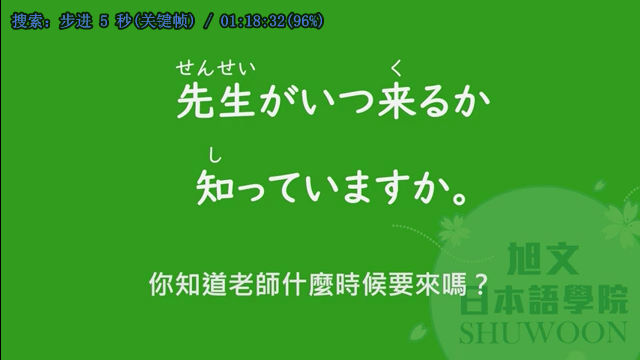 搜索: 步进 5 秒(关键帧) / 01:18:32(96%)
せんせい く
先生がいつ来るか
し
知っていますか。
你知道老師什麼時候要來嗎？
旭文
日本語學院
SHUWOON